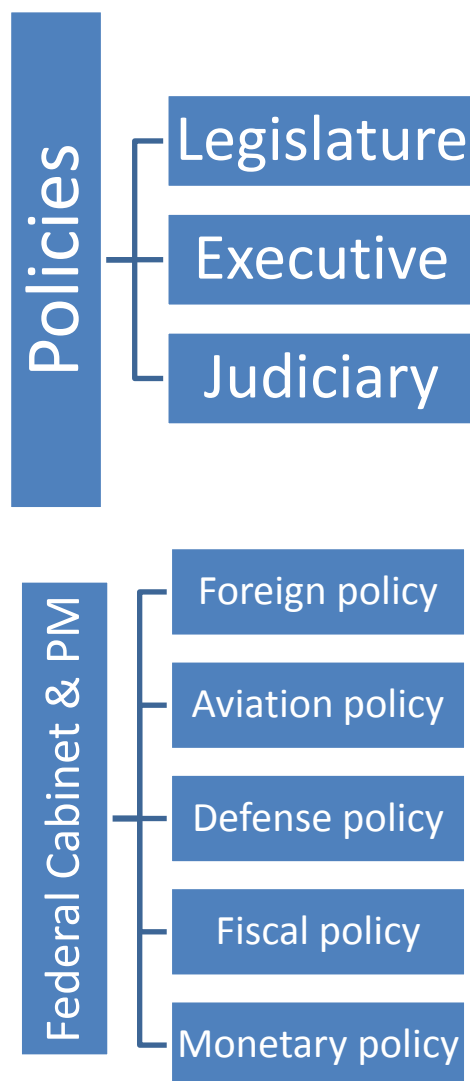 Policies
Legislature
Executive
Judiciary
Federal Cabinet & PM
Foreign policy
Aviation policy
Defense policy
Fiscal policy
Monetary policy